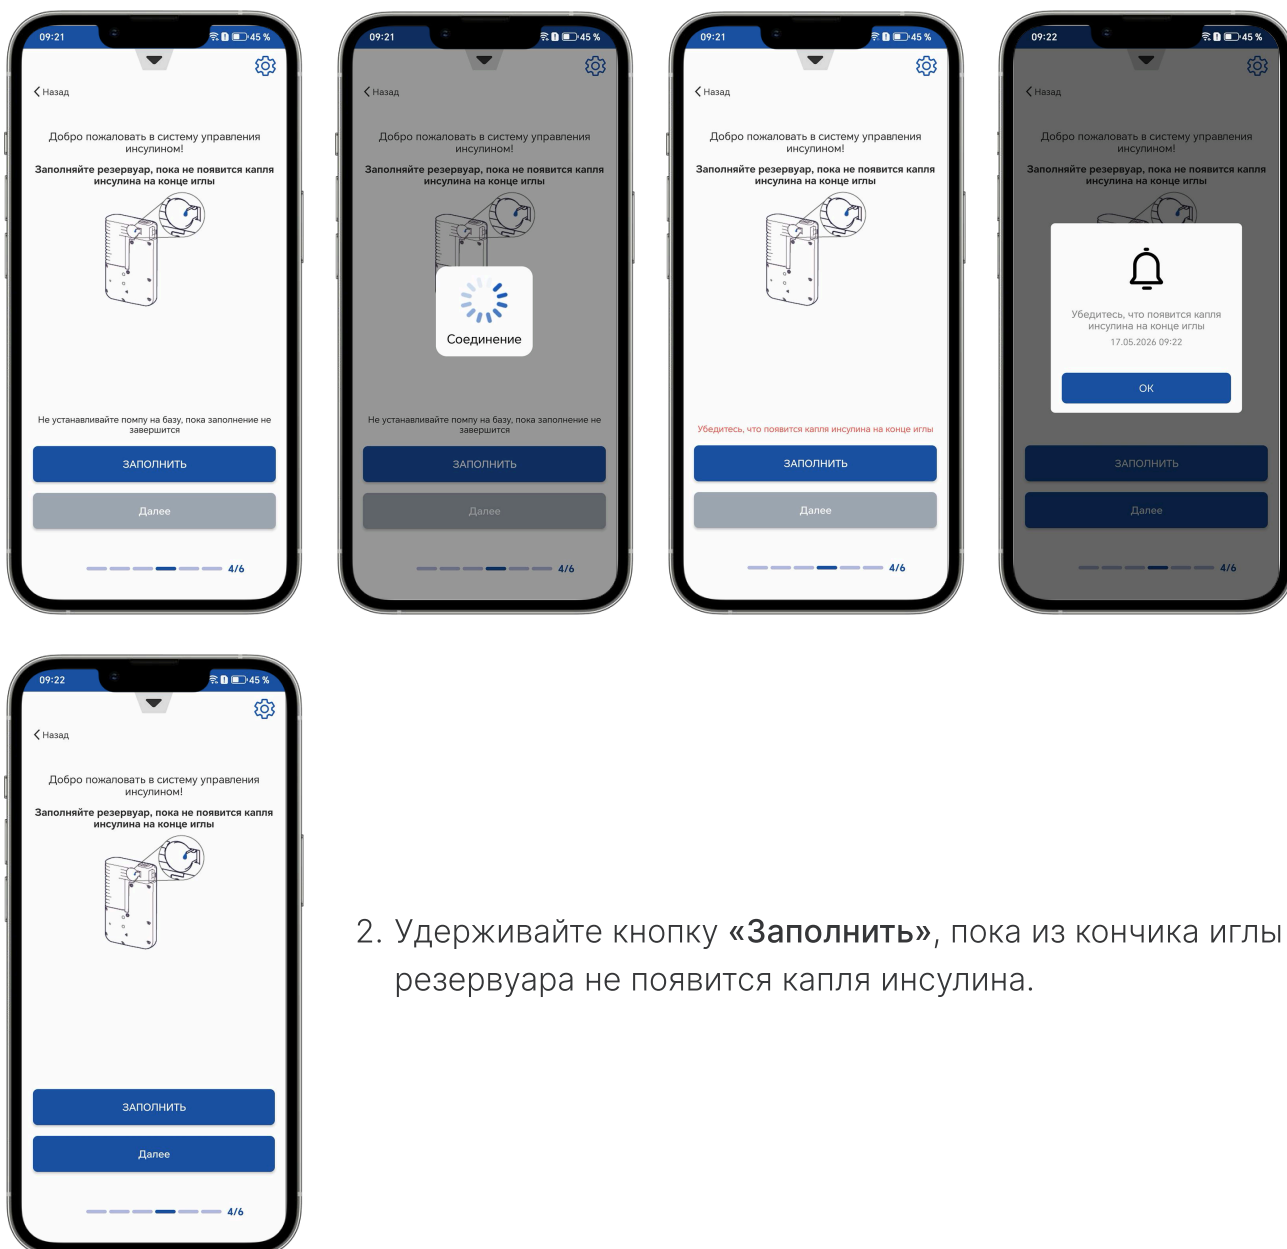 09:21
45 %
Назад
Добро пожаловать в систему управления
инсулином!
Заполняйте резервуар, пока не появится капля
инсулина на конце иглы
Не устанавливайте помпу на базу, пока заполнение не
завершится
ЗАПОЛНИТЬ
Далее
4/6
09:21
45 %
Назад
Добро пожаловать в систему управления
инсулином!
Заполняйте резервуар, пока не появится капля
инсулина на конце иглы
Соединение
Не устанавливайте помпу на базу, пока заполнение не
завершится
ЗАПОЛНИТЬ
Далее
4/6
09:21
45 %
Назад
Добро пожаловать в систему управления
инсулином!
Заполняйте резервуар, пока не появится капля
инсулина на конце иглы
Убедитесь, что появится капля инсулина на конце иглы
ЗАПОЛНИТЬ
Далее
4/6
09:22
45 %
Назад
Добро пожаловать в систему управления
инсулином!
Заполняйте резервуар, пока не появится капля
инсулина на конце иглы
Убедитесь, что появится капля
инсулина на конце иглы
17.05.2026 09:22
ОК
ЗАПОЛНИТЬ
Далее
4/6
09:22
45 %
Назад
Добро пожаловать в систему управления
инсулином!
Заполняйте резервуар, пока не появится капля
инсулина на конце иглы
ЗАПОЛНИТЬ
Далее
4/6
2. Удерживайте кнопку «Заполнить», пока из кончика иглы
резервуара не появится капля инсулина.